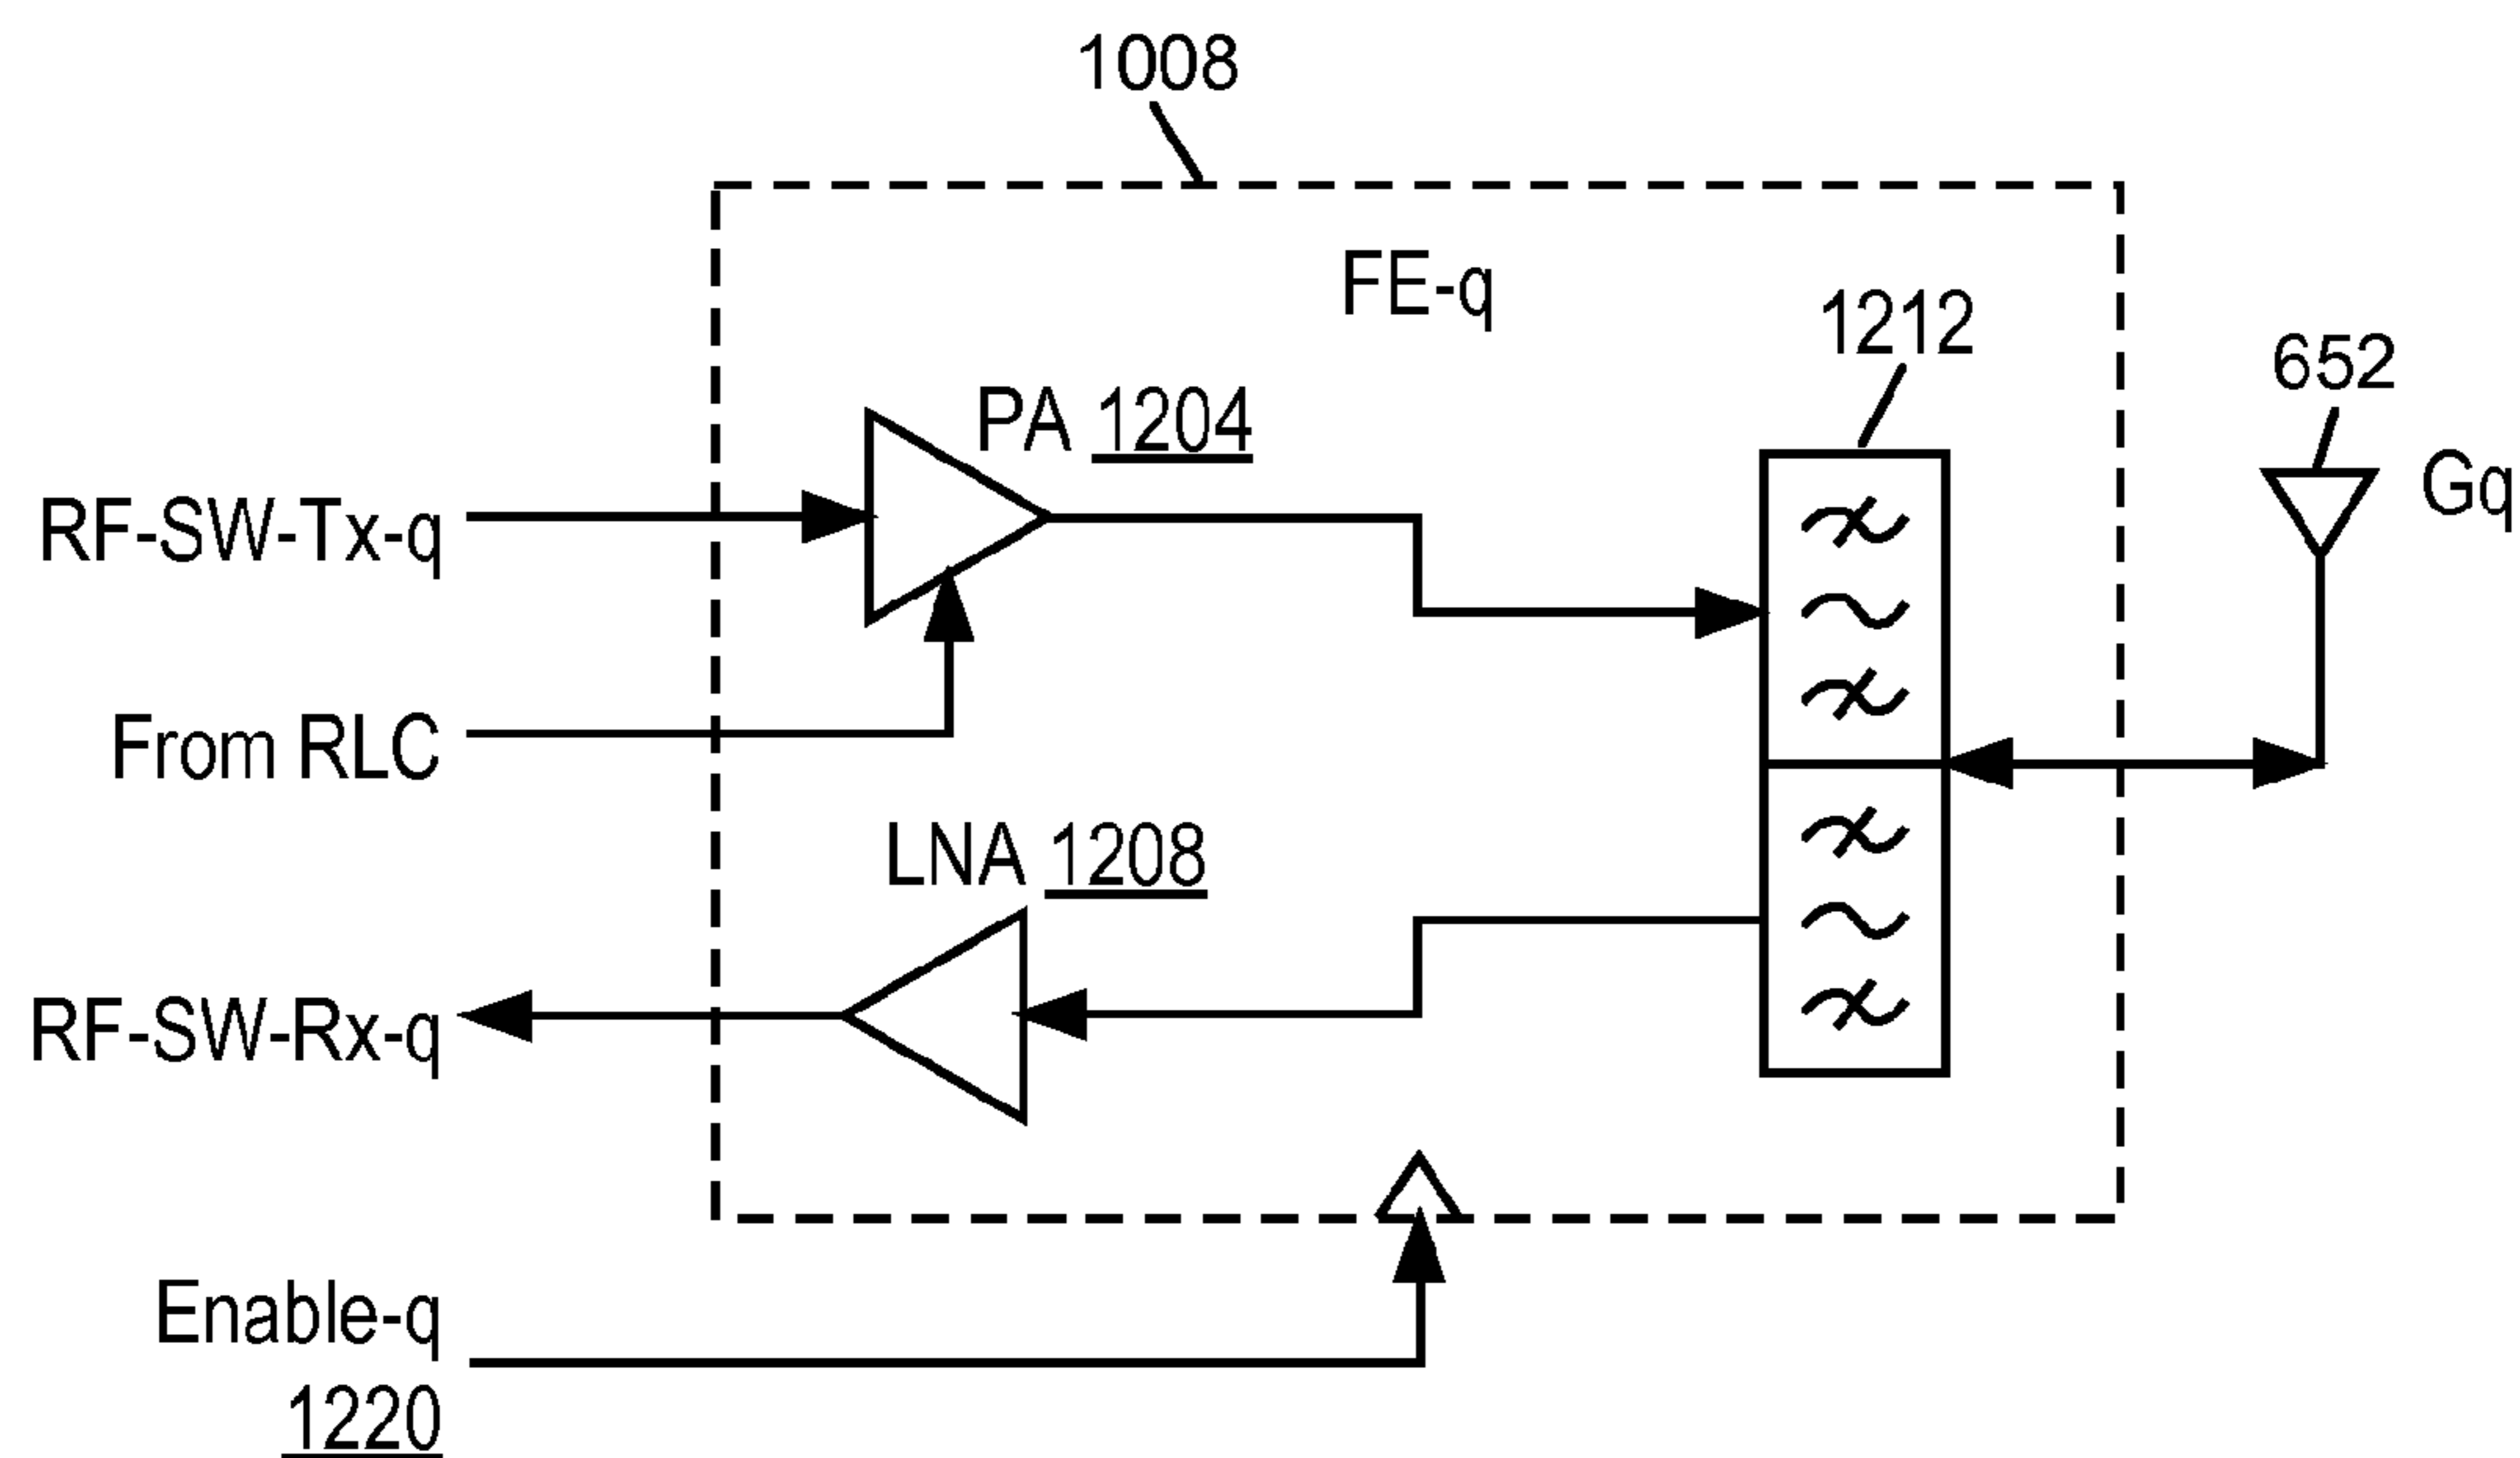 1008
FE-q
1212
652
Gq
PA 1204
RF-SW-Tx-q
From RLC
LNA 1208
RF-SW-Rx-q
Enable-q
1220